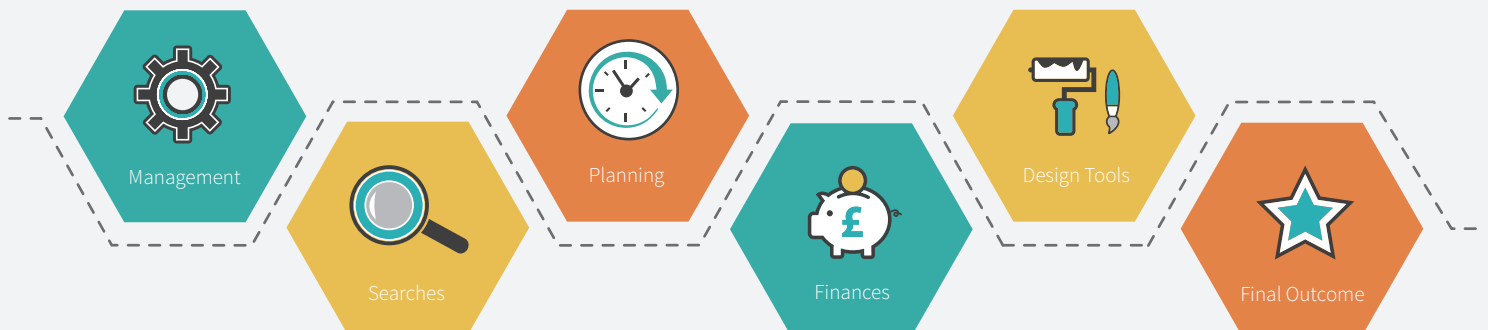 Management
Searches
Planning
£
Finances
Design Tools
Final Outcome